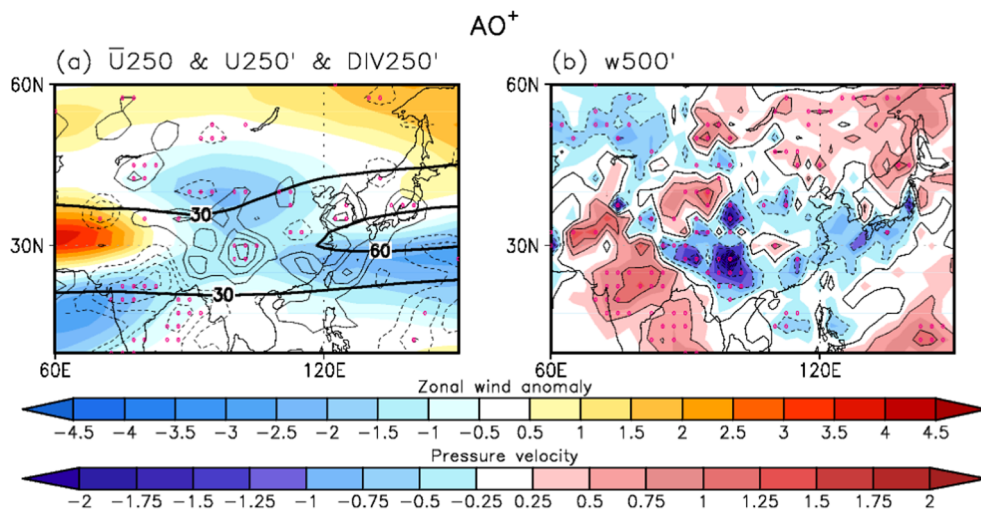 AO⁺
(a) U̅250 & U250' & DIV250'
(b) w500'
60N
30N
60E
120E
30
30
60
60N
30N
60E
120E
Zonal wind anomaly
-4.5 -4 -3.5 -3 -2.5 -2 -1.5 -1 -0.5 0.5 1 1.5 2 2.5 3 3.5 4 4.5
Pressure velocity
-2 -1.75 -1.5 -1.25 -1 -0.75 -0.5 -0.25 0.25 0.5 0.75 1 1.25 1.5 1.75 2